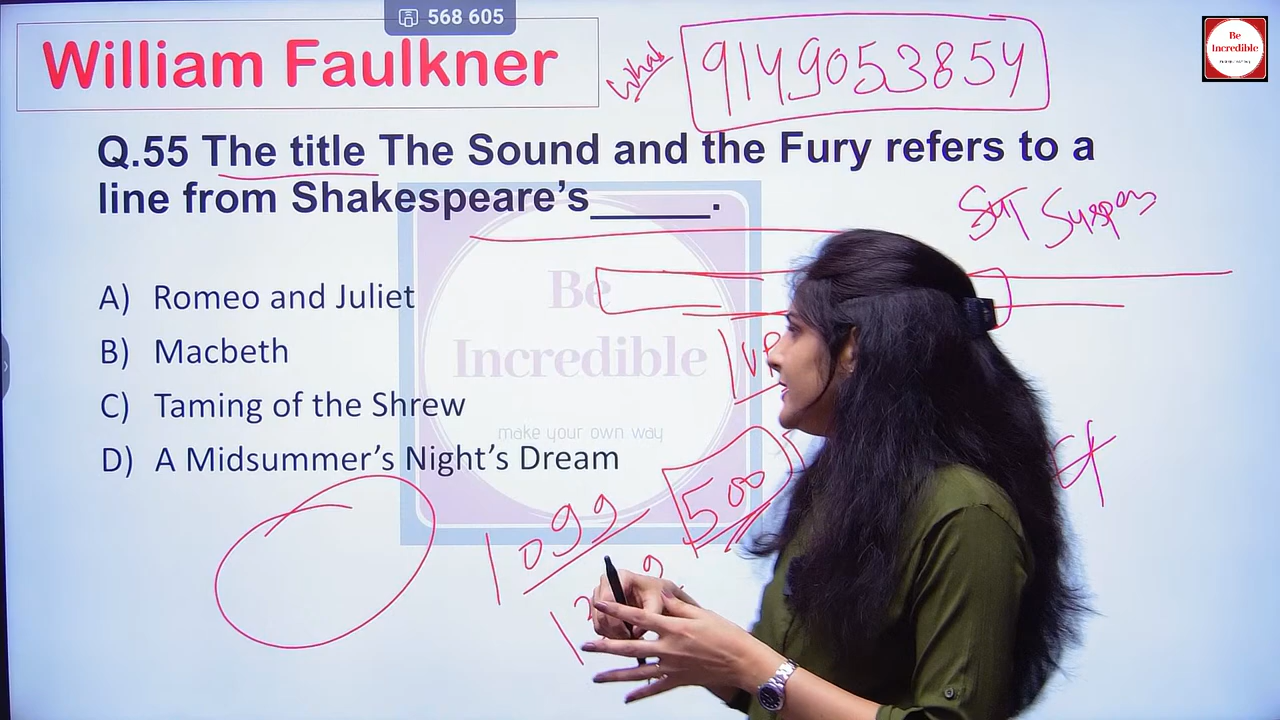 568 605
William Faulkner
What
9149053854
Be
Incredible
Q.55 The title The Sound and the Fury refers to a
line from Shakespeare’s_____.
A) Romeo and Juliet
B) Macbeth
C) Taming of the Shrew
D) A Midsummer’s Night’s Dream
Be
Incredible
make your own way
500
1099